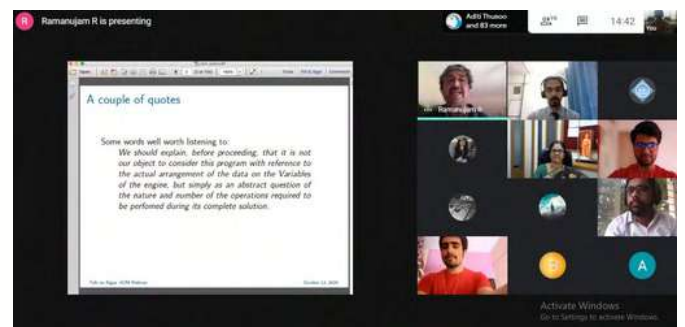 R Ramanujam R is presenting
Aditi Thusoo
and 83 more
14:42
You
A couple of quotes
Some words well worth listening to:
We should explain, before proceeding, that it is not
our object to consider this program with reference to
the actual arrangement of the data on the Variables
of the engine, but simply as an abstract question of
the nature and number of the operations required to
be perfomed during its complete solution.
Ramanujam R
B
A
Activate Windows
Go to Settings to activate Windows.